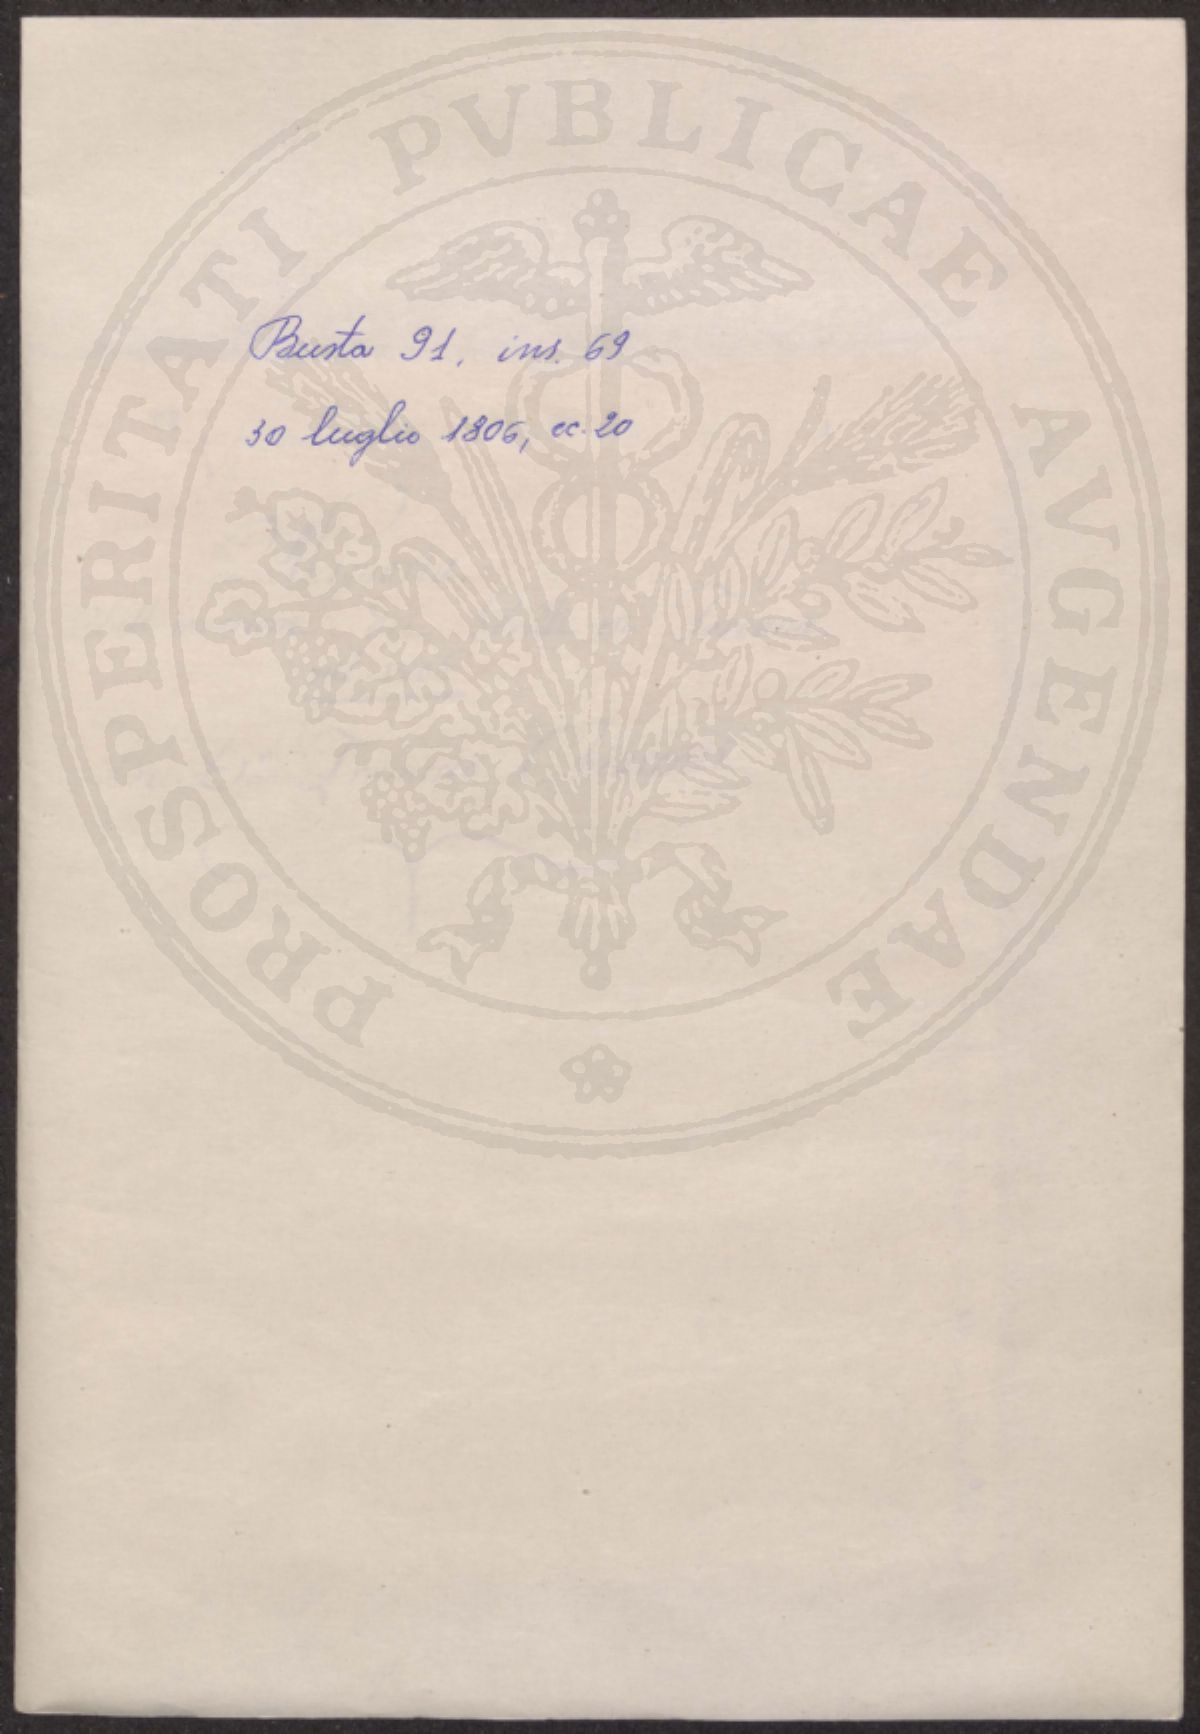 PROSPERITATI PVBLICAE AVGENDAE
Busta 91, ins. 69
30 luglio 1806, cc. 20